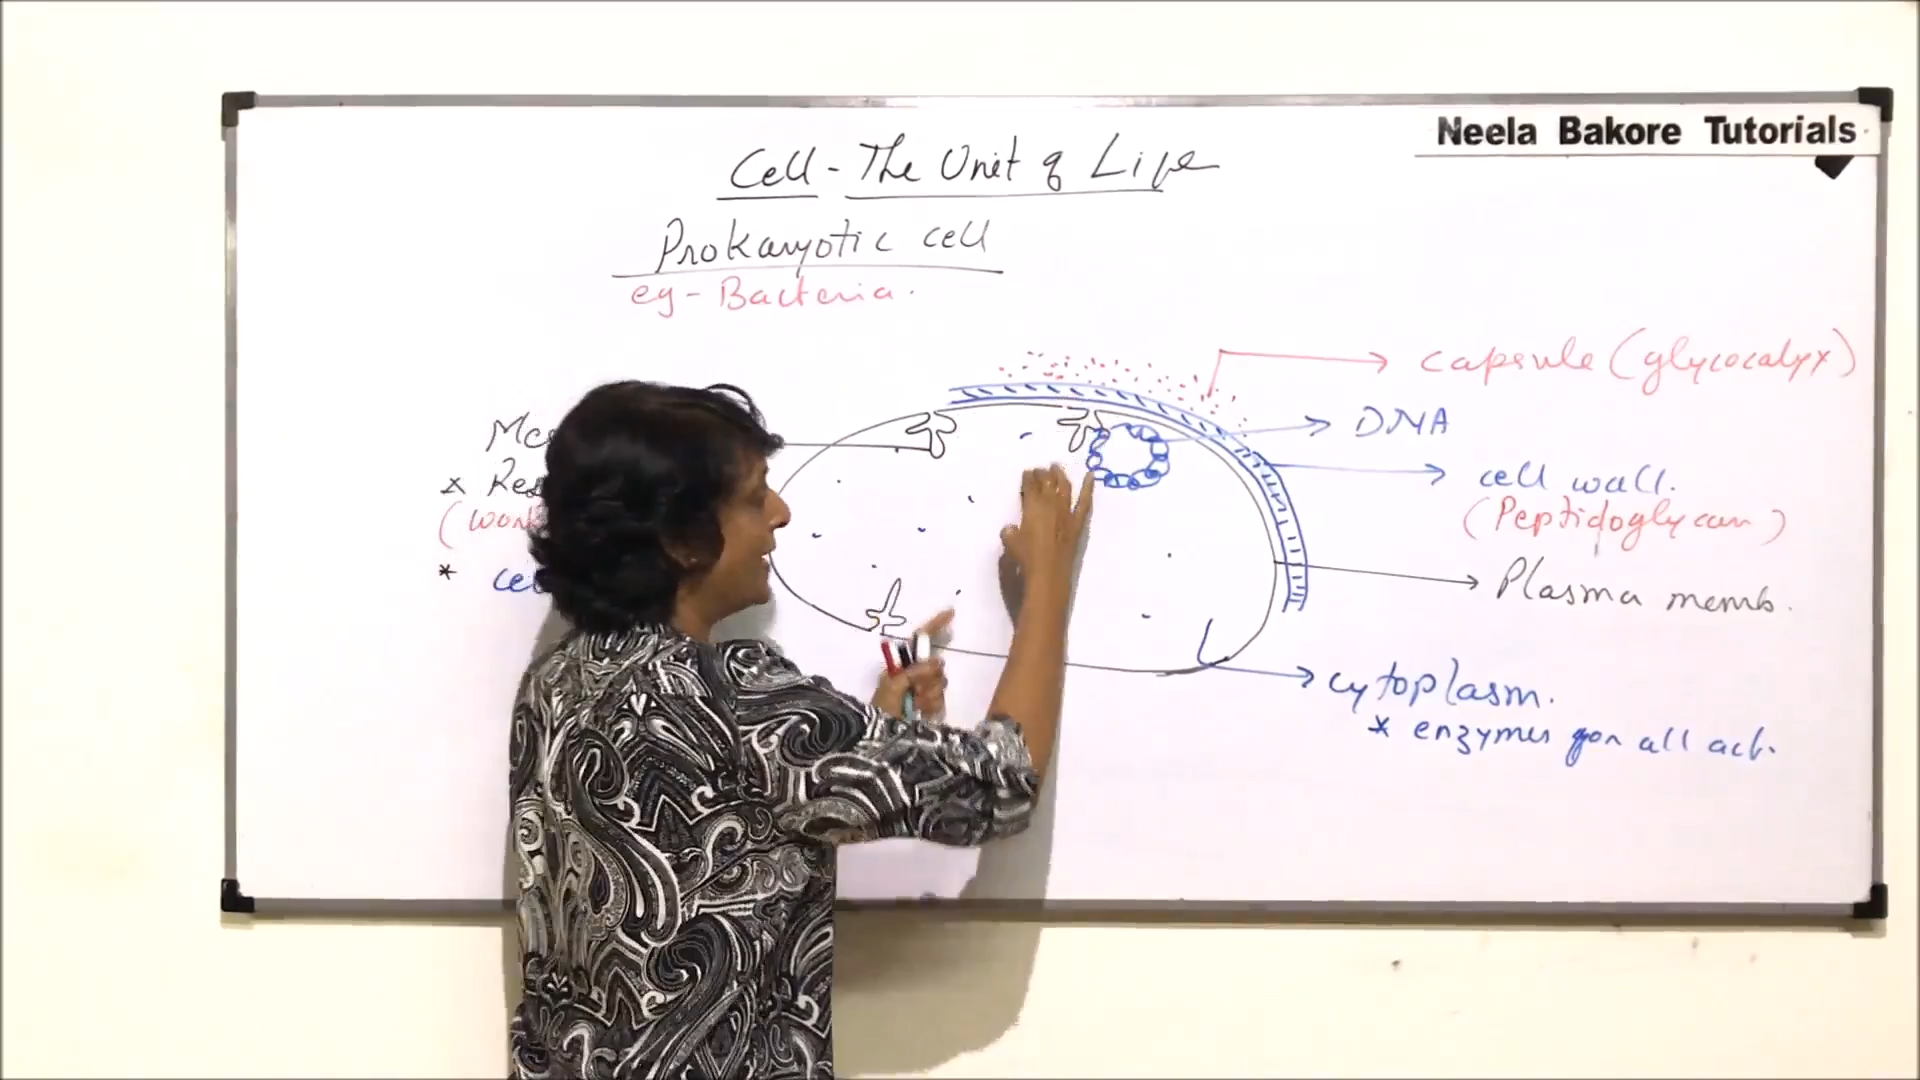 Neela Bakore Tutorials
Cell - The Unit of Life
Prokaryotic cell
eg - Bacteria.
capsule (glycocalyx)
DNA
cell wall.
(Peptidoglycan)
Plasma memb.
cytoplasm.
* enzymes for all act.